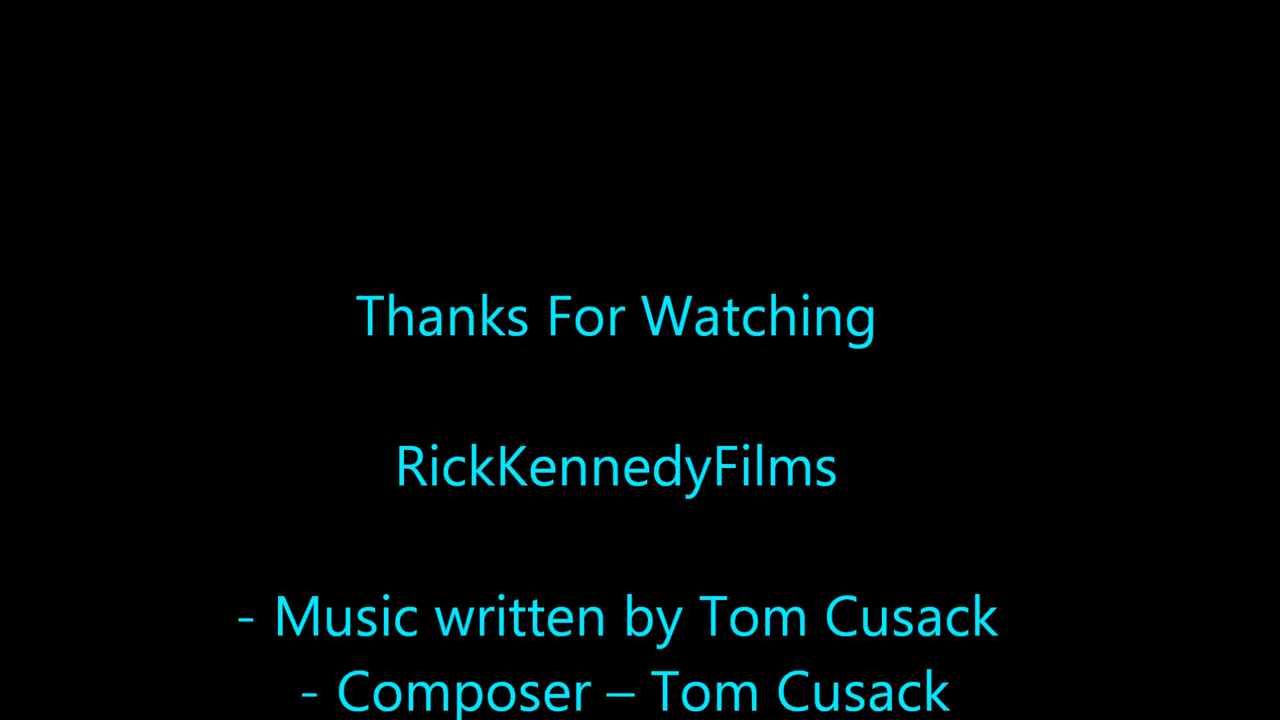 Thanks For Watching
RickKennedyFilms
- Music written by Tom Cusack
- Composer – Tom Cusack